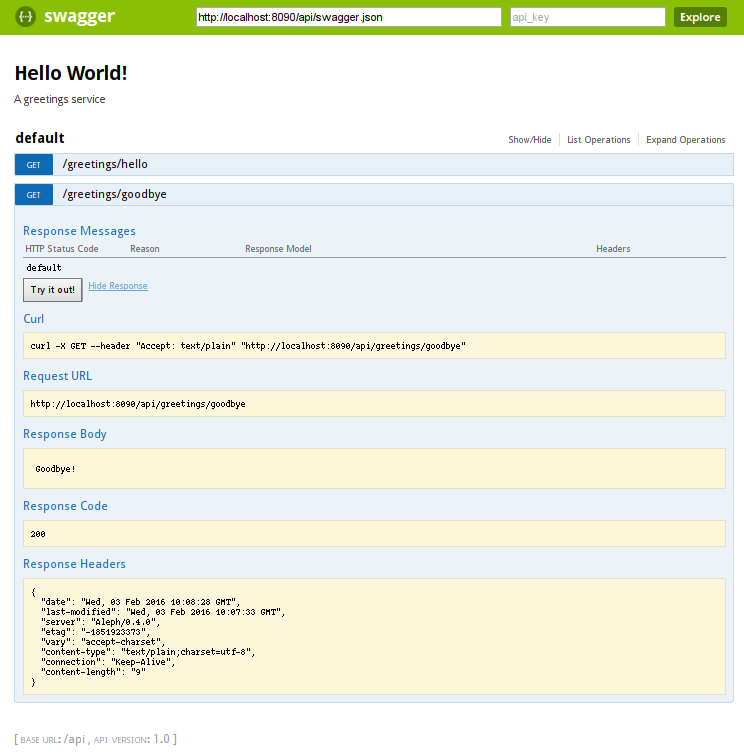 {···} swagger http://localhost:8090/api/swagger.json api_key Explore
Hello World!
A greetings service
default Show/Hide List Operations Expand Operations
GET /greetings/hello
GET /greetings/goodbye
Response Messages
HTTP Status Code Reason Response Model Headers
default
Try it out! Hide Response
Curl
curl -X GET --header "Accept: text/plain" "http://localhost:8090/api/greetings/goodbye"
Request URL
http://localhost:8090/api/greetings/goodbye
Response Body
Goodbye!
Response Code
200
Response Headers
{
"date": "Wed, 03 Feb 2016 10:08:28 GMT",
"last-modified": "Wed, 03 Feb 2016 10:07:33 GMT",
"server": "Aleph/0.4.0",
"etag": "-1851923373",
"vary": "accept-charset",
"content-type": "text/plain;charset=utf-8",
"connection": "Keep-Alive",
"content-length": "9"
}
[ BASE URL: /api , API VERSION: 1.0 ]